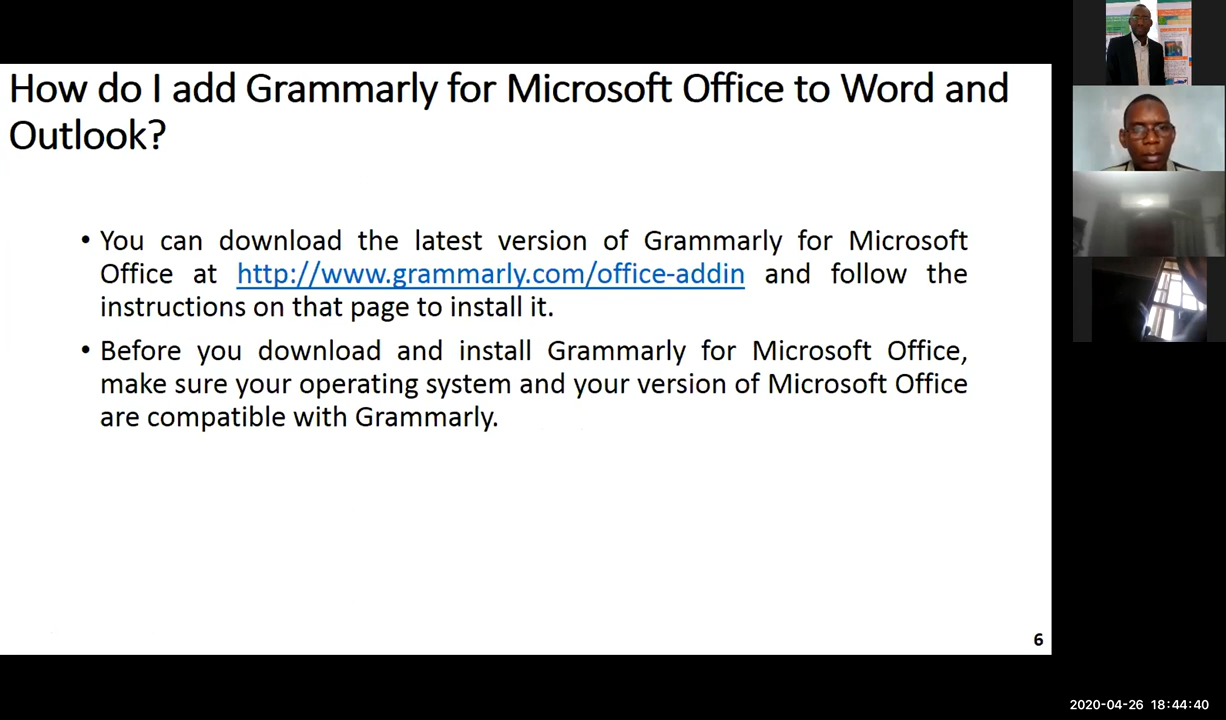 How do I add Grammarly for Microsoft Office to Word and
Outlook?
• You can download the latest version of Grammarly for Microsoft
Office at http://www.grammarly.com/office-addin and follow the
instructions on that page to install it.
• Before you download and install Grammarly for Microsoft Office,
make sure your operating system and your version of Microsoft Office
are compatible with Grammarly.
6
2020-04-26 18:44:40